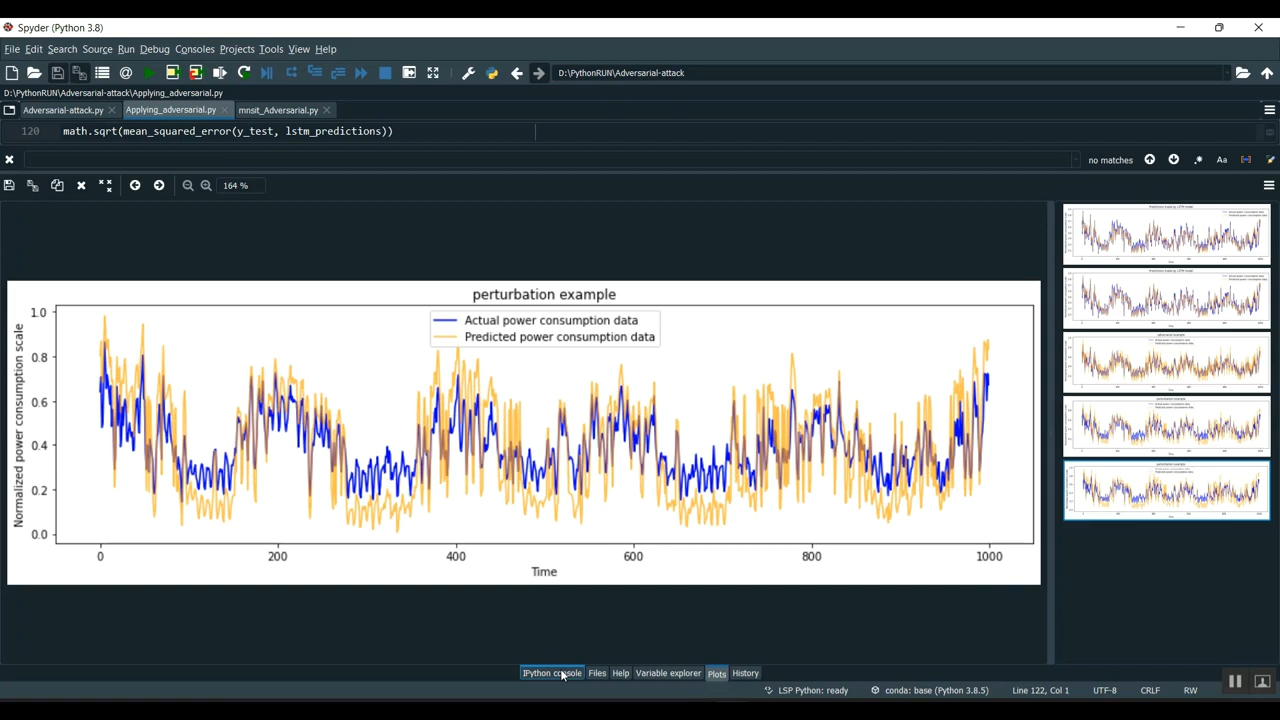 Spyder (Python 3.8)
File Edit Search Source Run Debug Consoles Projects Tools View Help
D:\PythonRUN\Adversarial-attack
D:\PythonRUN\Adversarial-attack\Applying_adversarial.py
Adversarial-attack.py Applying_adversarial.py mnsit_Adversarial.py
120 math.sqrt(mean_squared_error(y_test, lstm_predictions))
no matches Aa
164 %
perturbation example
Actual power consumption data
Predicted power consumption data
Normalized power consumption scale
1.0
0.8
0.6
0.4
0.2
0.0
0 200 400 600 800 1000
Time
IPython console Files Help Variable explorer Plots History
LSP Python: ready conda: base (Python 3.8.5) Line 122, Col 1 UTF-8 CRLF RW